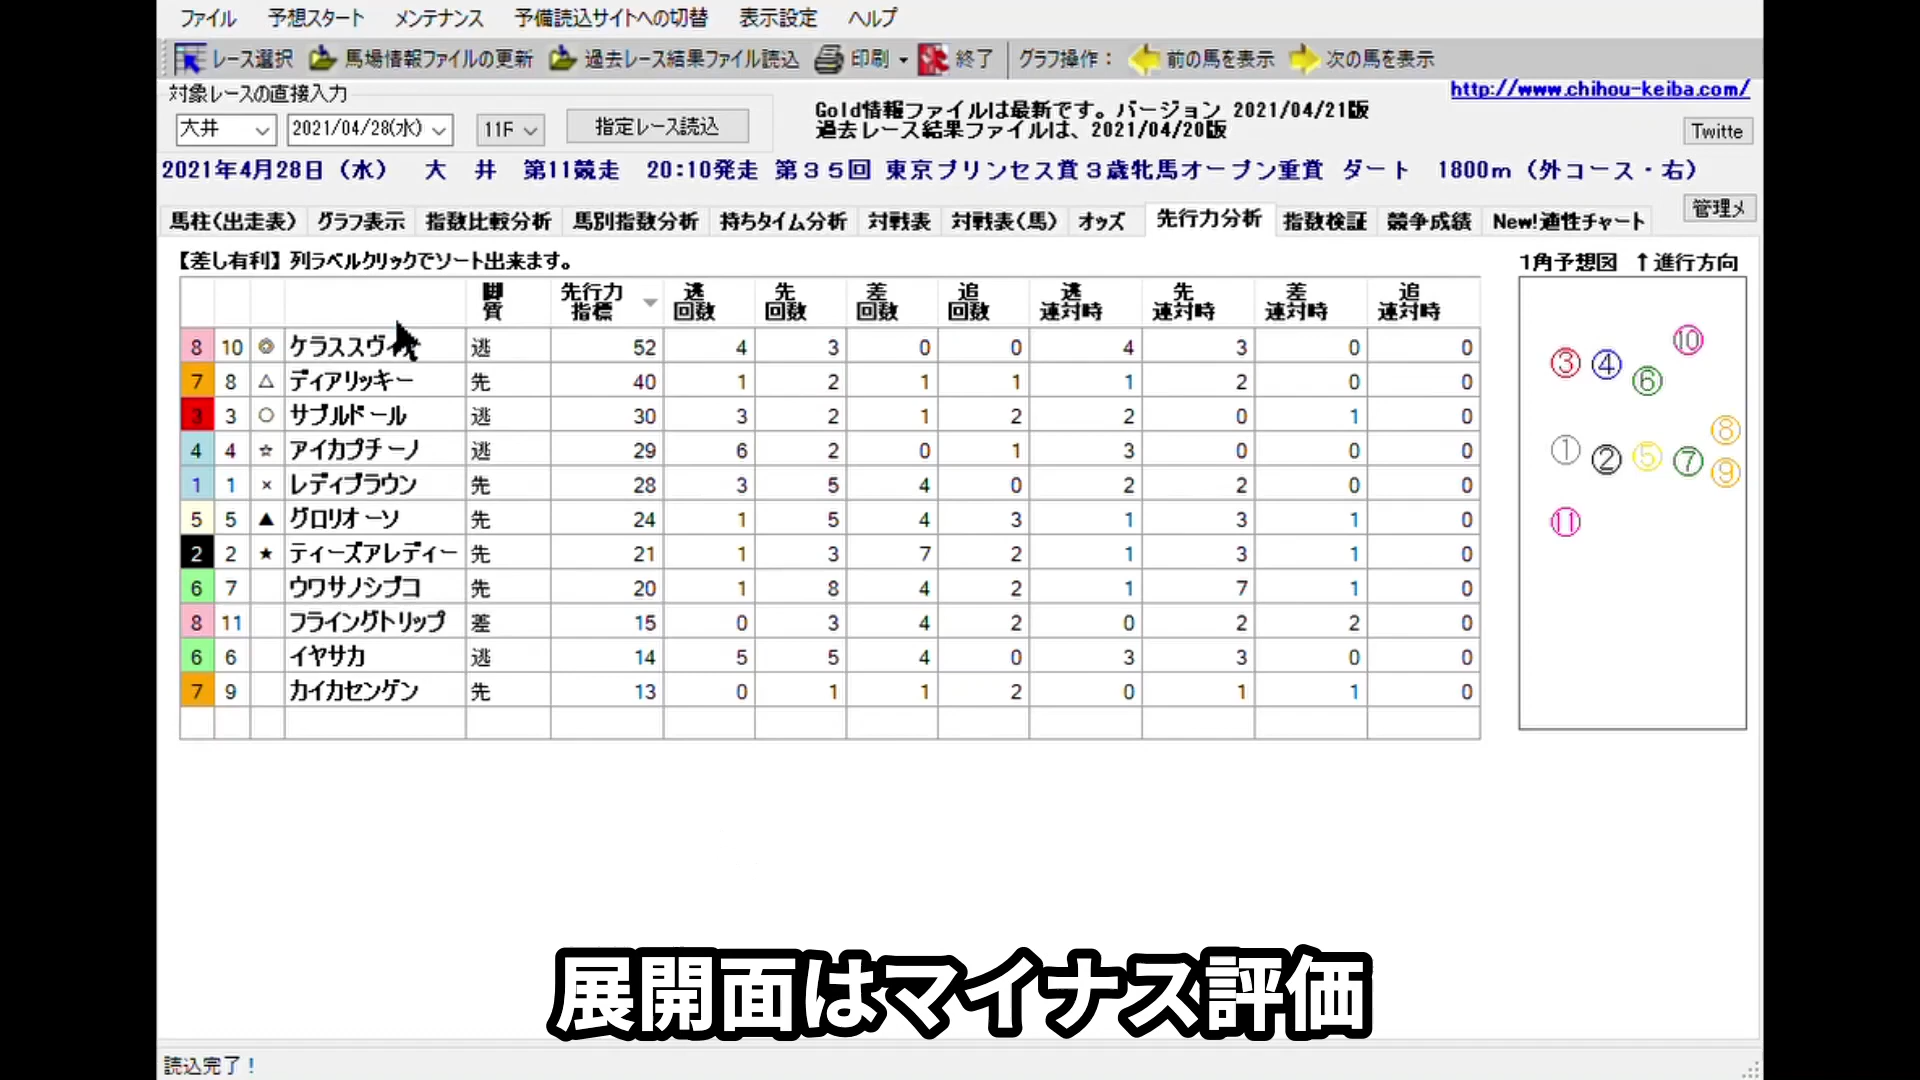 ファイル 予想スタート メンテナンス 予備読込サイトへの切替 表示設定 ヘルプ
レース選択 馬場情報ファイルの更新 過去レース結果ファイル読込 印刷 終了 グラフ操作： 前の馬を表示 次の馬を表示
対象レースの直接入力
http://www.chihou-keiba.com/
大井 2021/04/28(水) 11R 指定レース読込
Gold情報ファイルは最新です。バージョン 2021/04/21版
過去レース結果ファイルは、2021/04/20版
Twitte
2021年4月28日（水） 大 井 第11競走 20:10発走 第３５回 東京プリンセス賞３歳牝馬オープン重賞 ダート 1800m（外コース・右）
管理メ
馬柱(出走表) グラフ表示 指数比較分析 馬別指数分析 持ちタイム分析 対戦表 対戦表(馬) オッズ 先行力分析 指数検証 競争成績 New!適性チャート
【差し有利】列ラベルクリックでソート出来ます。
1角予想図 ↑進行方向
脚質 先行力指標 逃回数 先回数 差回数 追回数 逃連対時 先連対時 差連対時 追連対時
8 10 ◎ ケラススヴィア 逃 52 4 3 0 0 4 3 0 0
7 8 △ ディアリッキー 先 40 1 2 1 1 1 2 0 0
3 3 ○ サブルドール 逃 30 3 2 1 2 2 0 1 0
4 4 ☆ アイカプチーノ 逃 29 6 2 0 1 3 0 0 0
1 1 × レディブラウン 先 28 3 5 4 0 2 2 0 0
5 5 ▲ グロリオーソ 先 24 1 5 4 3 1 3 1 0
2 2 ★ ティーズアレディー 先 21 1 3 7 2 1 3 1 0
6 7 ウワサノシブコ 先 20 1 8 4 2 1 7 1 0
8 11 フライングトリップ 差 15 0 3 4 2 0 2 2 0
6 6 イヤサカ 逃 14 5 5 4 0 3 3 0 0
7 9 カイカセンゲン 先 13 0 1 1 2 0 1 1 0
⑩
③ ④ ⑥
⑧
① ② ⑤ ⑦ ⑨
⑪
展開面はマイナス評価
読込完了！